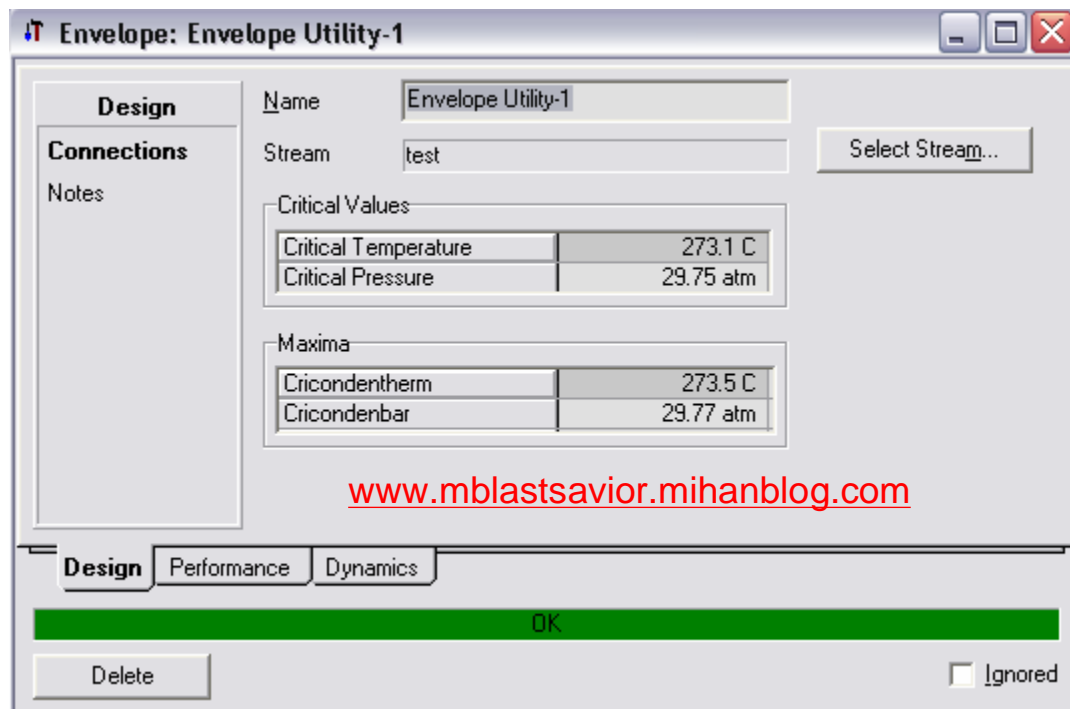 Envelope: Envelope Utility-1
Design
Connections
Notes
Name Envelope Utility-1
Stream test
Select Stream...
Critical Values
Critical Temperature 273.1 C
Critical Pressure 29.75 atm
Maxima
Cricondentherm 273.5 C
Cricondenbar 29.77 atm
www.mblastsavior.mihanblog.com
Design Performance Dynamics
OK
Delete
Ignored